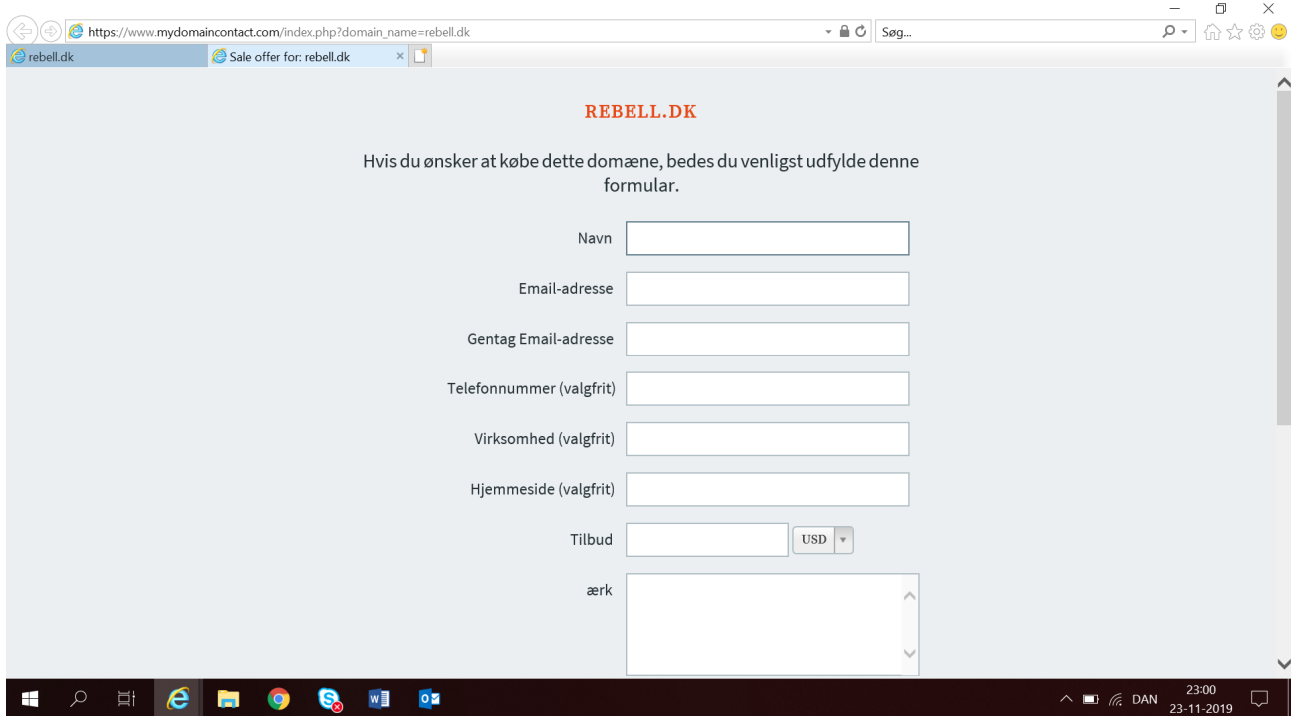 https://www.mydomaincontact.com/index.php?domain_name=rebell.dk
Søg...
rebell.dk
Sale offer for: rebell.dk
REBELL.DK
Hvis du ønsker at købe dette domæne, bedes du venligst udfylde denne
formular.
Navn
Email-adresse
Gentag Email-adresse
Telefonnummer (valgfrit)
Virksomhed (valgfrit)
Hjemmeside (valgfrit)
Tilbud
USD
ærk
DAN
23:00
23-11-2019